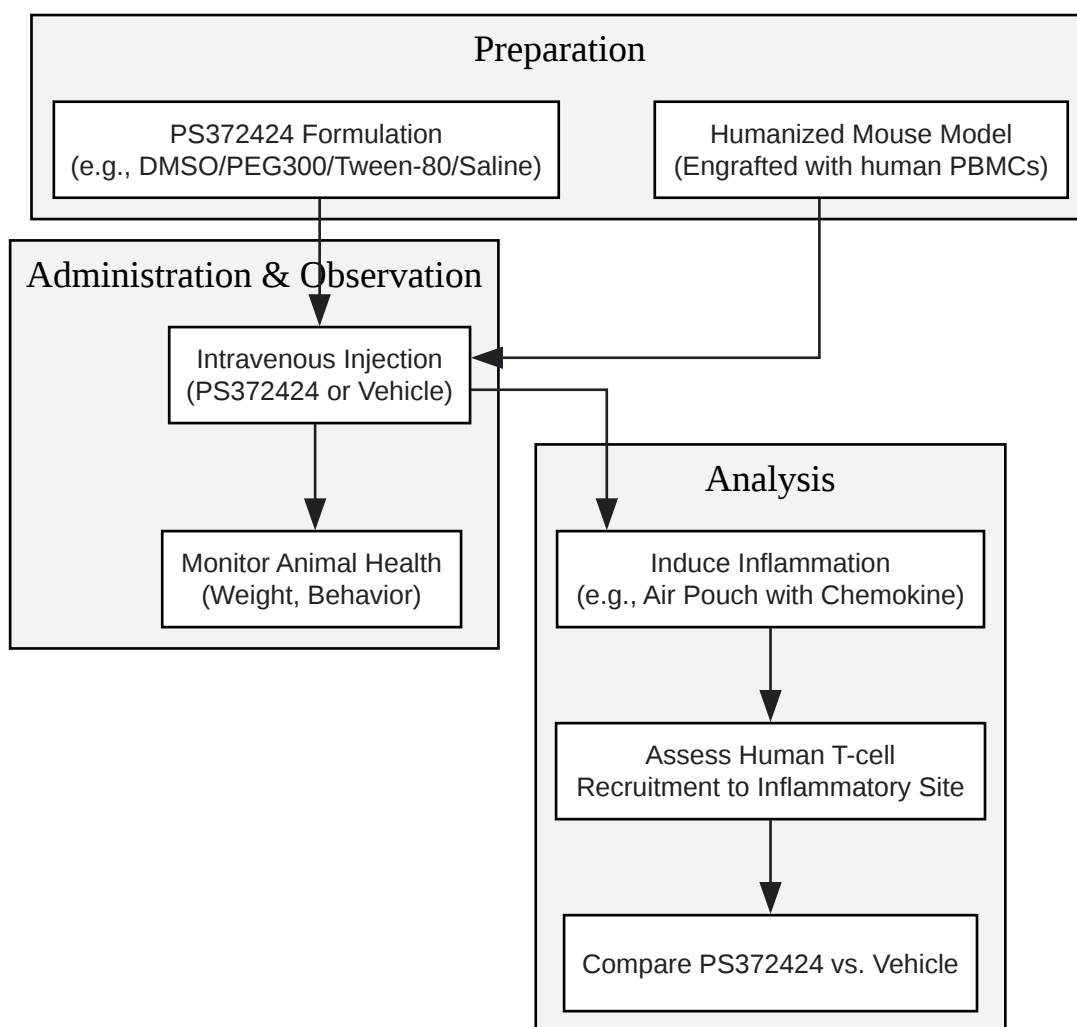 Preparation
PS372424 Formulation
(e.g., DMSO/PEG300/Tween-80/Saline)
Humanized Mouse Model
(Engrafted with human PBMCs)
Administration & Observation
Intravenous Injection
(PS372424 or Vehicle)
Monitor Animal Health
(Weight, Behavior)
Analysis
Induce Inflammation
(e.g., Air Pouch with Chemokine)
Assess Human T-cell
Recruitment to Inflammatory Site
Compare PS372424 vs. Vehicle